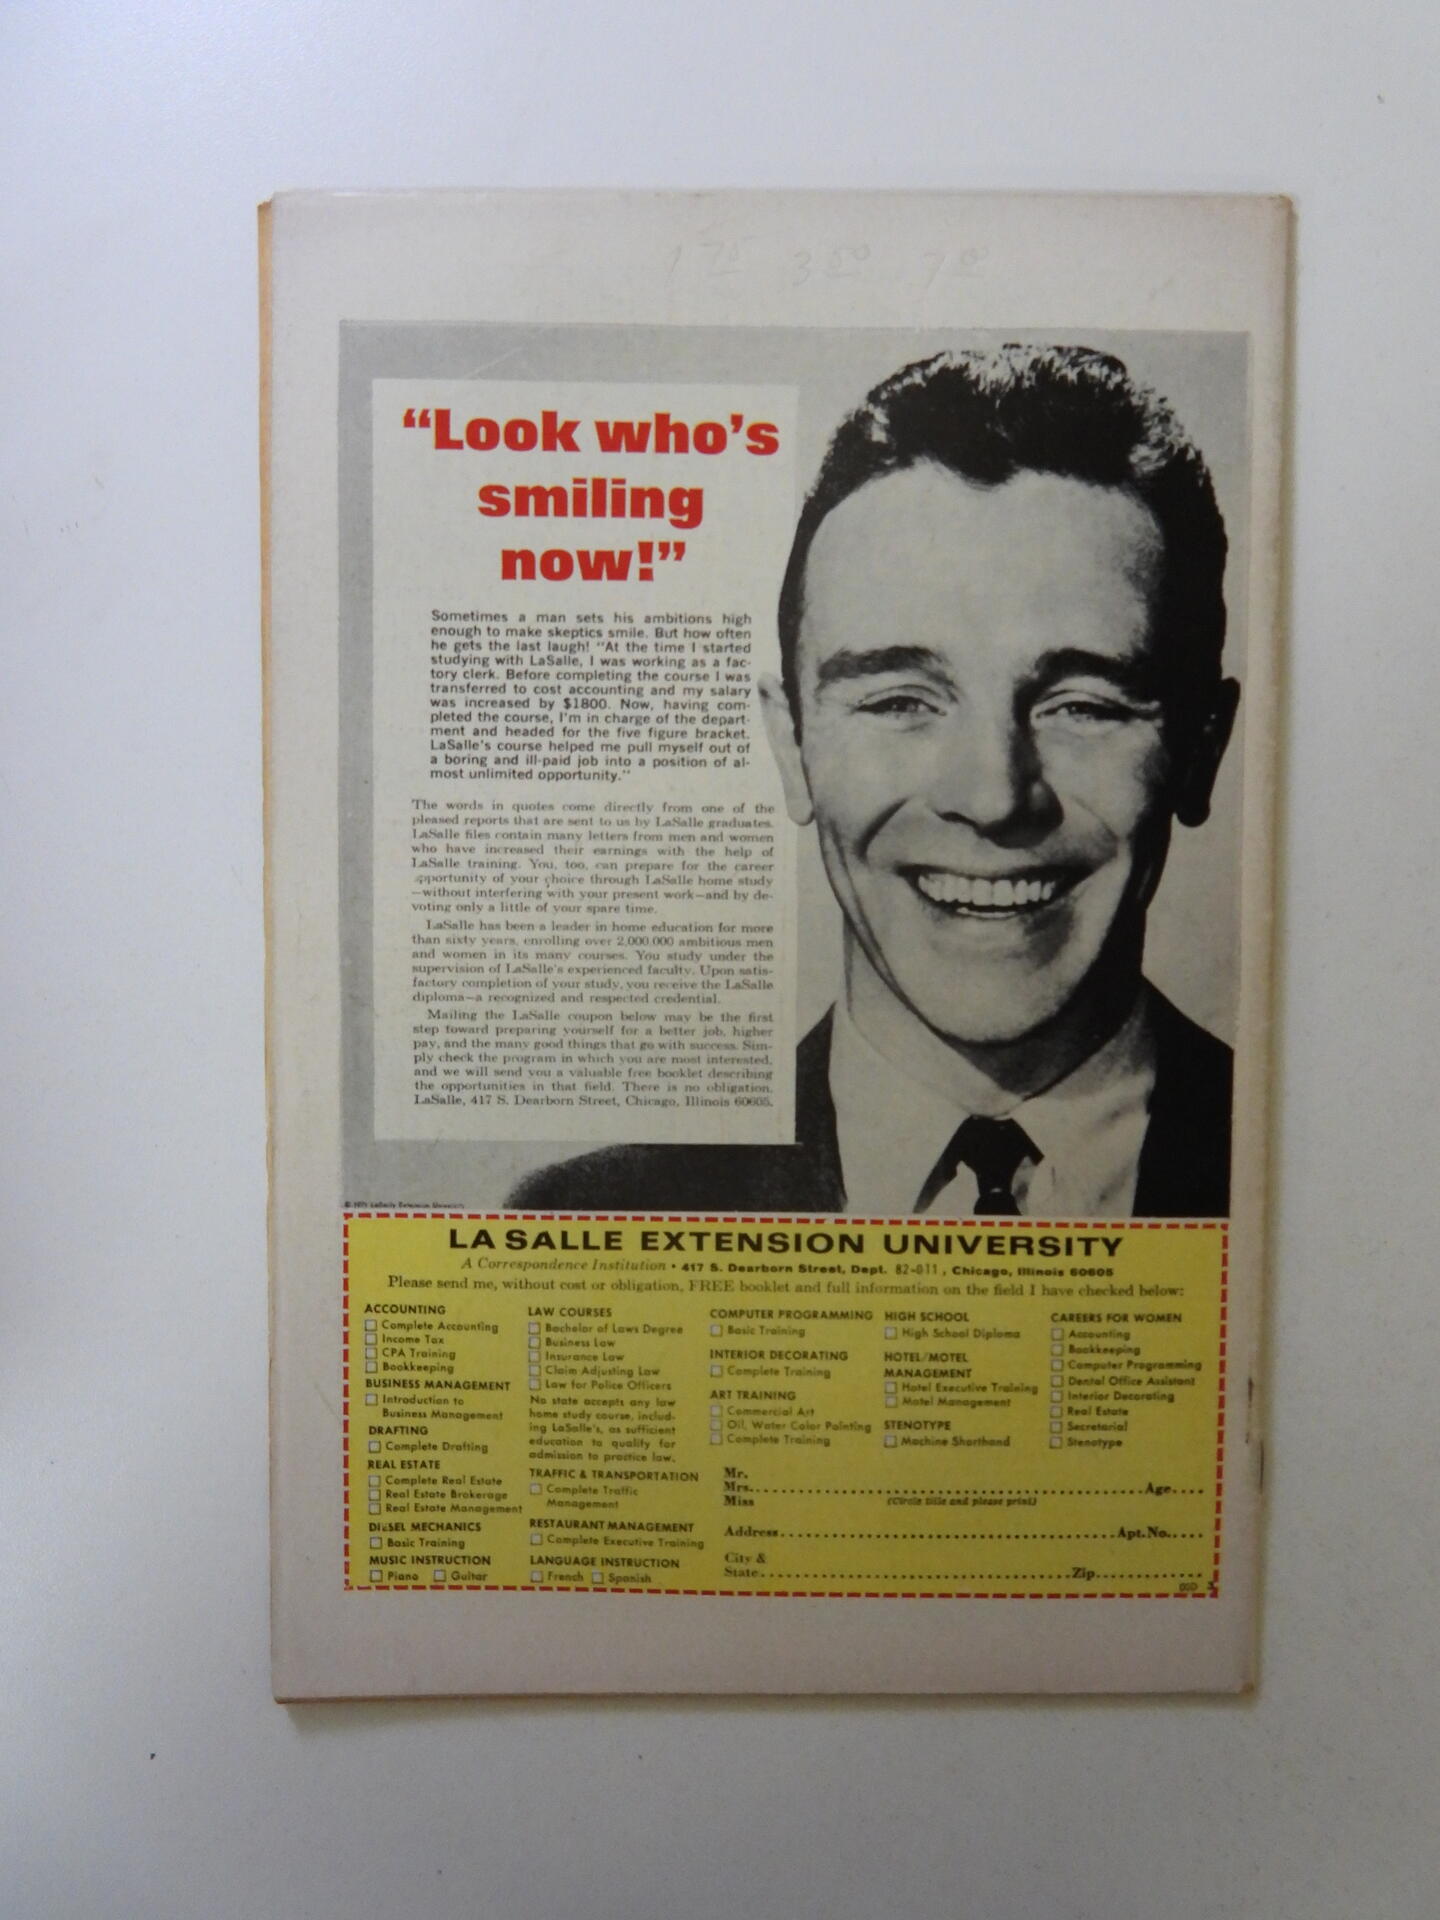 1 75 3 50 7 00
“Look who’s
smiling
now!”
Sometimes a man sets his ambitions high
enough to make skeptics smile. But how often
he gets the last laugh! “At the time I started
studying with LaSalle, I was working as a fac-
tory clerk. Before completing the course I was
transferred to cost accounting and my salary
was increased by $1800. Now, having com-
pleted the course, I’m in charge of the depart-
ment and headed for the five figure bracket.
LaSalle’s course helped me pull myself out of
a boring and ill-paid job into a position of al-
most unlimited opportunity.”
The words in quotes come directly from one of the
pleased reports that are sent to us by LaSalle graduates.
LaSalle files contain many letters from men and women
who have increased their earnings with the help of
LaSalle training. You, too, can prepare for the career
opportunity of your choice through LaSalle home study
—without interfering with your present work—and by de-
voting only a little of your spare time.
LaSalle has been a leader in home education for more
than sixty years, enrolling over 2,000,000 ambitious men
and women in its many courses. You study under the
supervision of LaSalle’s experienced faculty. Upon satis-
factory completion of your study, you receive the LaSalle
diploma—a recognized and respected credential.
Mailing the LaSalle coupon below may be the first
step toward preparing yourself for a better job, higher
pay, and the many good things that go with success. Sim-
ply check the program in which you are most interested,
and we will send you a valuable free booklet describing
the opportunities in that field. There is no obligation.
LaSalle, 417 S. Dearborn Street, Chicago, Illinois 60605.
© 1971 LaSalle Extension University
LA SALLE EXTENSION UNIVERSITY
A Correspondence Institution • 417 S. Dearborn Street, Dept. 82-011, Chicago, Illinois 60605
Please send me, without cost or obligation, FREE booklet and full information on the field I have checked below:
ACCOUNTING
Complete Accounting
Income Tax
CPA Training
Bookkeeping
BUSINESS MANAGEMENT
Introduction to
Business Management
DRAFTING
Complete Drafting
REAL ESTATE
Complete Real Estate
Real Estate Brokerage
Real Estate Management
DIESEL MECHANICS
Basic Training
MUSIC INSTRUCTION
Piano Guitar
LAW COURSES
Bachelor of Laws Degree
Business Law
Insurance Law
Claim Adjusting Law
Law for Police Officers
No state accepts any law
home study course, includ-
ing LaSalle’s, as sufficient
education to qualify for
admission to practice law.
TRAFFIC & TRANSPORTATION
Complete Traffic
Management
RESTAURANT MANAGEMENT
Complete Executive Training
LANGUAGE INSTRUCTION
French Spanish
COMPUTER PROGRAMMING
Basic Training
INTERIOR DECORATING
Complete Training
ART TRAINING
Commercial Art
Oil, Water Color Painting
Complete Training
HIGH SCHOOL
High School Diploma
HOTEL/MOTEL
MANAGEMENT
Hotel Executive Training
Motel Management
STENOTYPE
Machine Shorthand
CAREERS FOR WOMEN
Accounting
Bookkeeping
Computer Programming
Dental Office Assistant
Interior Decorating
Real Estate
Secretarial
Stenotype
Mr.
Mrs. Age
Miss (Circle title and please print)
Address Apt.No.
City &
State Zip